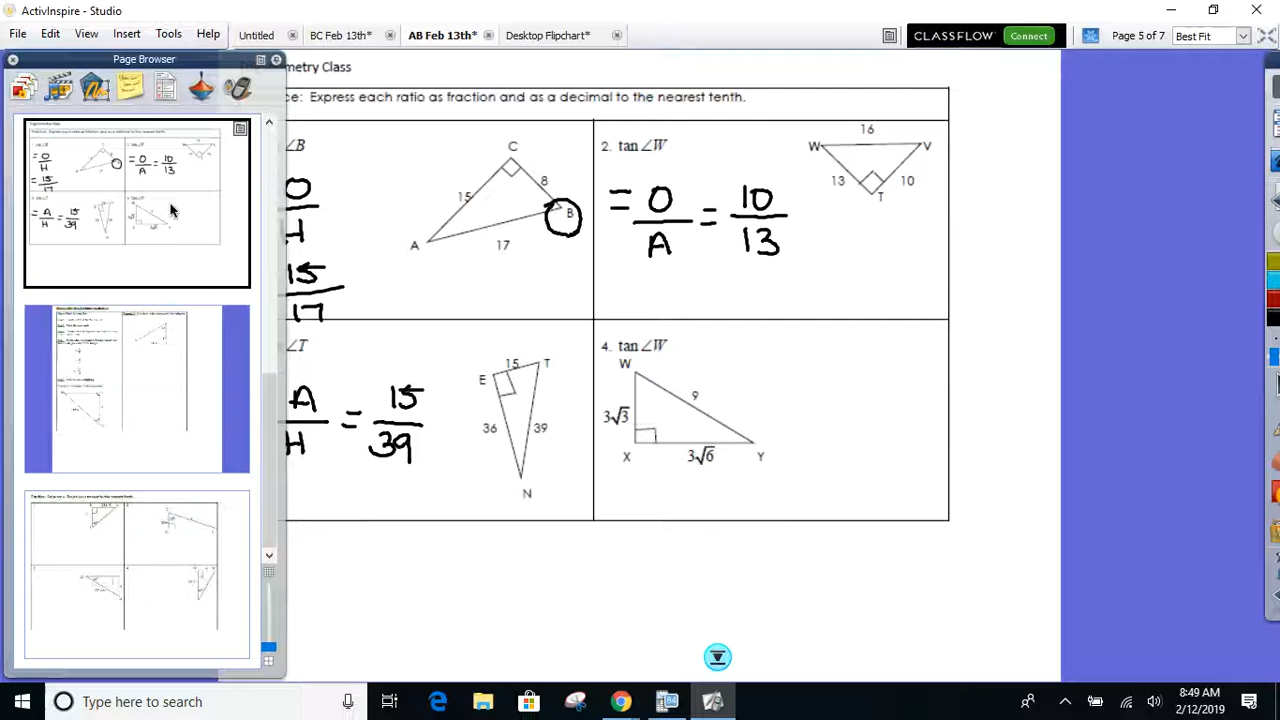 ActivInspire - Studio
File Edit View Insert Tools Help
Untitled
BC Feb 13th*
AB Feb 13th*
Desktop Flipchart*
CLASSFLOW Connect
Page 5 of 7
Best Fit
Page Browser
metry Class
ce: Express each ratio as fraction and as a decimal to the nearest tenth.
∠B
O
H
15
17
C
15
8
B
A
17
2. tan∠W
= O/A = 10/13
16
W
V
13
10
T
∠T
A/H = 15/39
15
T
E
36
39
N
4. tan∠W
W
9
3√3
X
3√6
Y
Type here to search
8:49 AM
2/12/2019